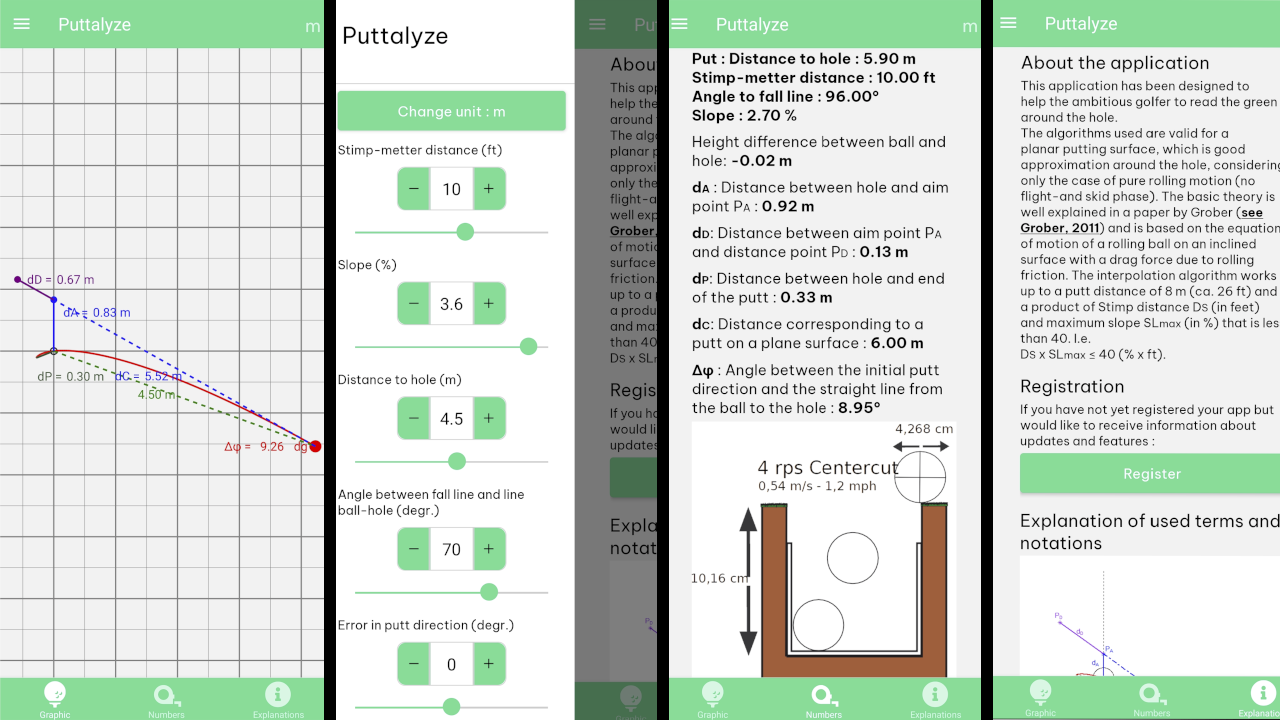 Puttalyze
m
dD = 0.67 m
dA = 0.83 m
dP = 0.30 m
dC = 5.52 m
4.50 m
Δφ = 9.26 dg
Graphic
Numbers
Explanations
Puttalyze
Change unit : m
Stimp-metter distance (ft)
− 10 +
Slope (%)
− 3.6 +
Distance to hole (m)
− 4.5 +
Angle between fall line and line
ball-hole (degr.)
− 70 +
Error in putt direction (degr.)
− 0 +
Pu
Abou
This app
help the
around
The algo
planar p
approxi
only the
flight-a
well exp
Grober,
of motio
surface
friction.
up to a p
a produ
and max
than 40
Ds x SL
Regis
If you ha
would li
updates
Expla
notat
Graphic
Puttalyze
m
Put : Distance to hole : 5.90 m
Stimp-metter distance : 10.00 ft
Angle to fall line : 96.00°
Slope : 2.70 %
Height difference between ball and
hole: -0.02 m
dA : Distance between hole and aim
point PA : 0.92 m
dD: Distance between aim point PA
and distance point PD : 0.13 m
dP: Distance between hole and end
of the putt : 0.33 m
dC: Distance corresponding to a
putt on a plane surface : 6.00 m
Δφ : Angle between the initial putt
direction and the straight line from
the ball to the hole : 8.95°
4,268 cm
4 rps Centercut
0,54 m/s - 1,2 mph
10,16 cm
Graphic
Numbers
Explanations
Puttalyze
About the application
This application has been designed to
help the ambitious golfer to read the green
around the hole.
The algorithms used are valid for a
planar putting surface, which is good
approximation around the hole, considering
only the case of pure rolling motion (no
flight-and skid phase). The basic theory is
well explained in a paper by Grober (see
Grober, 2011) and is based on the equation
of motion of a rolling ball on an inclined
surface with a drag force due to rolling
friction. The interpolation algorithm works
up to a putt distance of 8 m (ca. 26 ft) and
a product of Stimp distance DS (in feet)
and maximum slope SLmax (in %) that is less
than 40. I.e.
DS x SLmax ≤ 40 (% x ft).
Registration
If you have not yet registered your app but
would like to receive information about
updates and features :
Register
Explanation of used terms and
notations
PD
dD
PA
dA
Graphic
Numbers
Explanatio